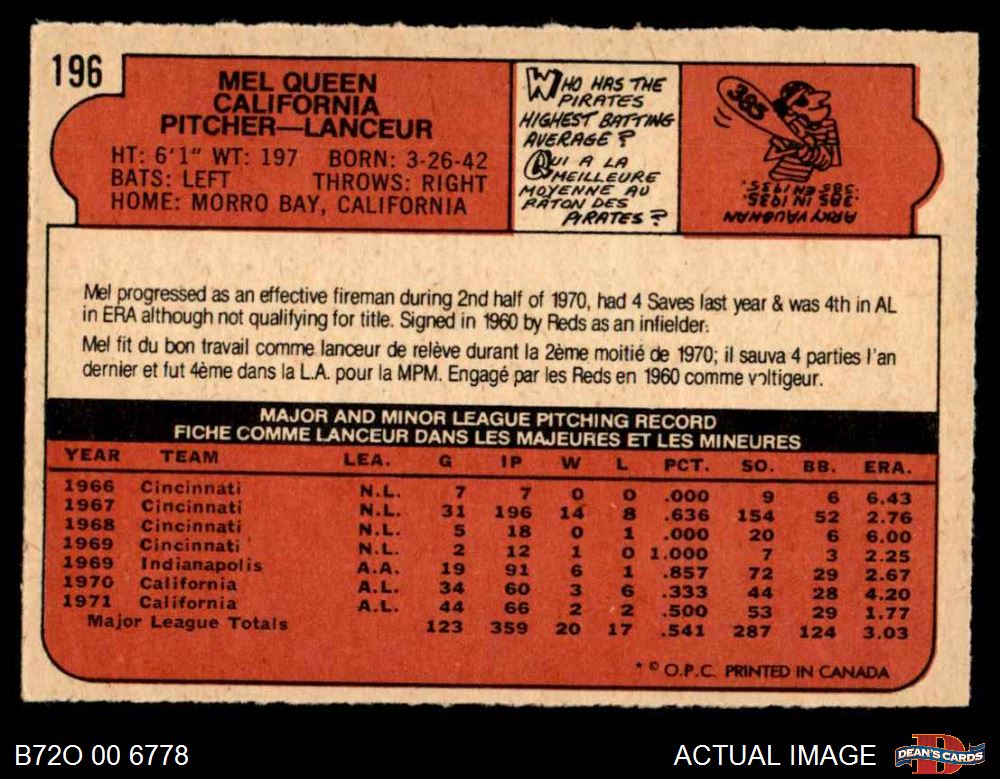 196
MEL QUEEN
CALIFORNIA
PITCHER—LANCEUR
HT: 6'1" WT: 197 BORN: 3-26-42
BATS: LEFT THROWS: RIGHT
HOME: MORRO BAY, CALIFORNIA
WHO HAS THE
PIRATES
HIGHEST BATTING
AVERAGE?
QUI A LA
MEILLEURE
MOYENNE AU
BATON DES
PIRATES?
385
ARKY VAUGHAN
.385 IN 1935.
.385 EN 1935.
Mel progressed as an effective fireman during 2nd half of 1970, had 4 Saves last year & was 4th in AL
in ERA although not qualifying for title. Signed in 1960 by Reds as an infielder.
Mel fit du bon travail comme lanceur de relève durant la 2ème moitié de 1970; il sauva 4 parties l'an
dernier et fut 4ème dans la L.A. pour la MPM. Engagé par les Reds en 1960 comme voltigeur.
MAJOR AND MINOR LEAGUE PITCHING RECORD
FICHE COMME LANCEUR DANS LES MAJEURES ET LES MINEURES
YEAR TEAM LEA. G IP W L PCT. SO. BB. ERA.
1966 Cincinnati N.L. 7 7 0 0 .000 9 6 6.43
1967 Cincinnati N.L. 31 196 14 8 .636 154 52 2.76
1968 Cincinnati N.L. 5 18 0 1 .000 20 6 6.00
1969 Cincinnati N.L. 2 12 1 0 1.000 7 3 2.25
1969 Indianapolis A.A. 19 91 6 1 .857 72 29 2.67
1970 California A.L. 34 60 3 6 .333 44 28 4.20
1971 California A.L. 44 66 2 2 .500 53 29 1.77
Major League Totals 123 359 20 17 .541 287 124 3.03
* © O.P.C. PRINTED IN CANADA
B72O 00 6778
ACTUAL IMAGE
DEAN'S CARDS